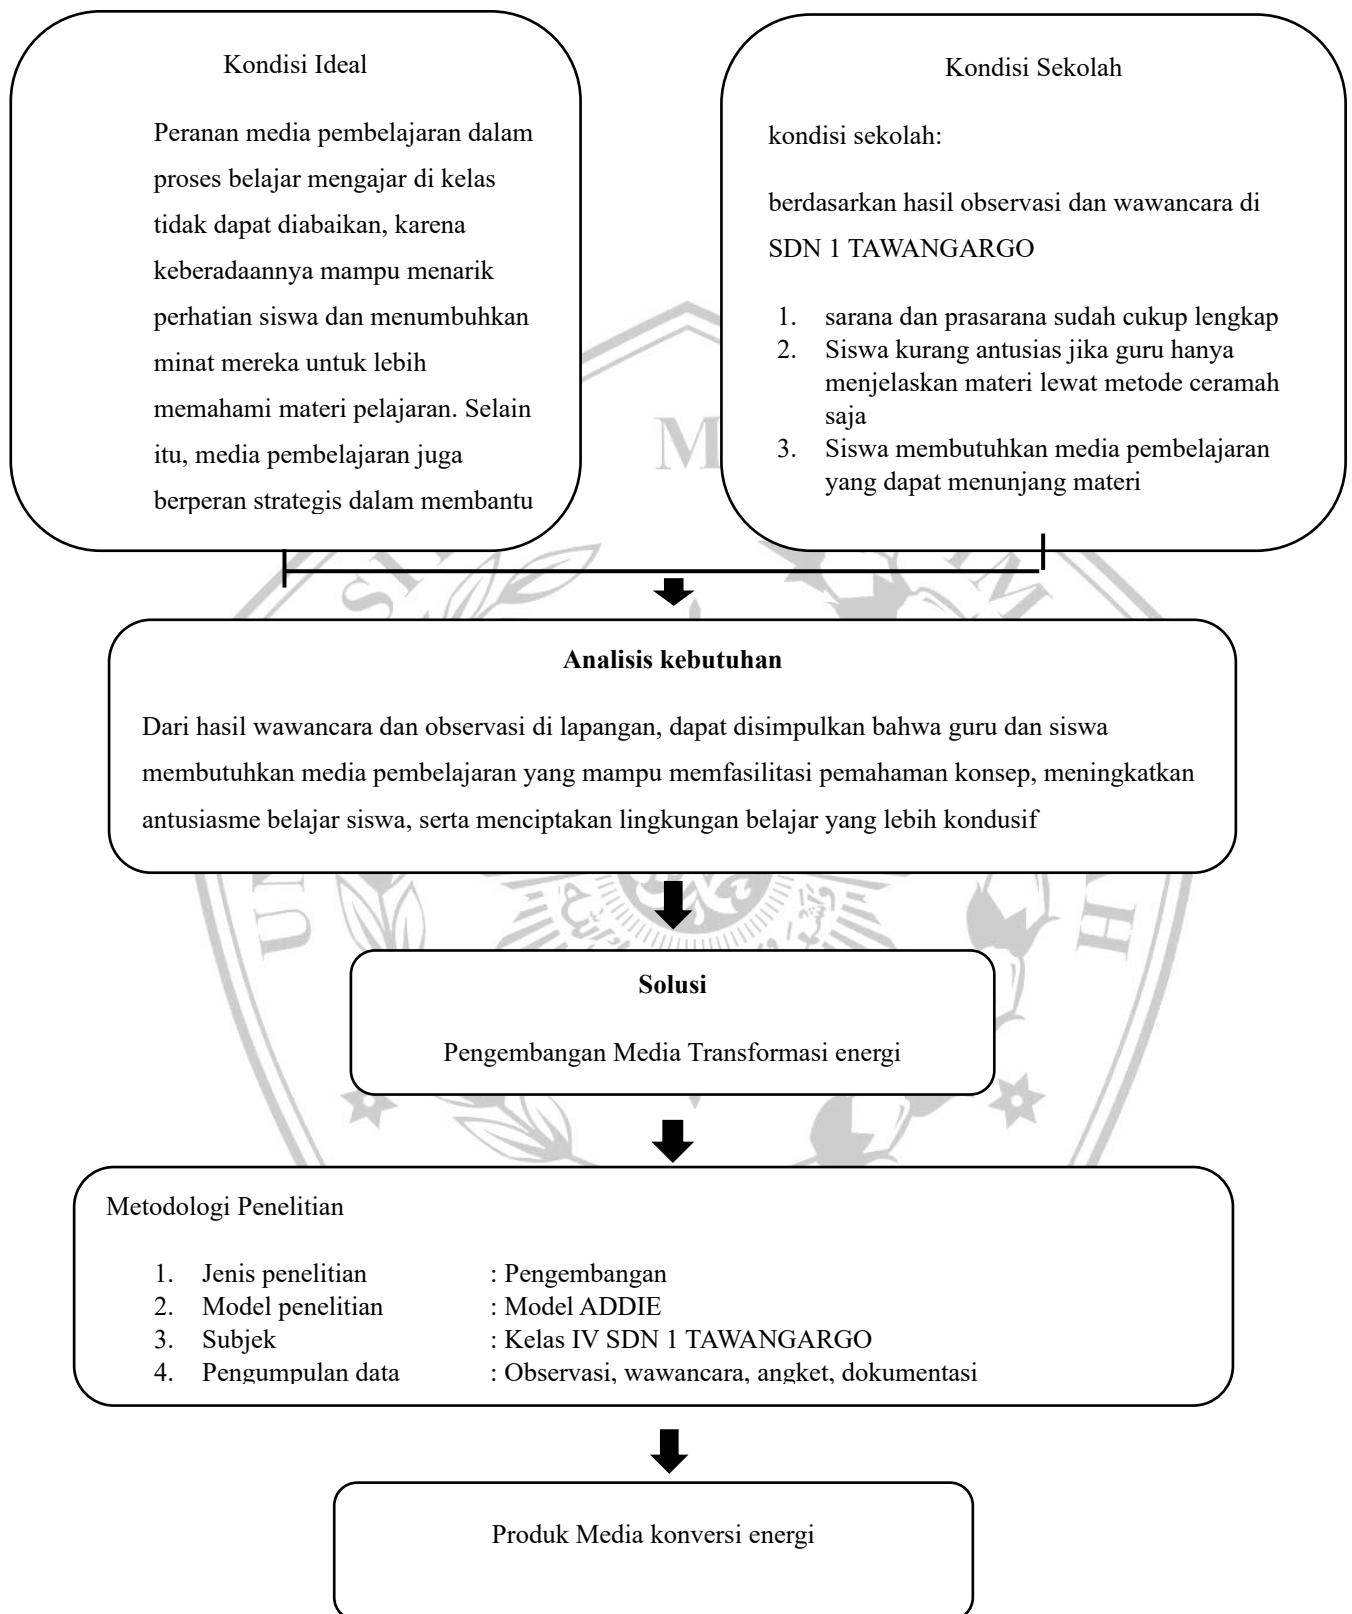 Kondisi Ideal
Peranan media pembelajaran dalam
proses belajar mengajar di kelas
tidak dapat diabaikan, karena
keberadaannya mampu menarik
perhatian siswa dan menumbuhkan
minat mereka untuk lebih
memahami materi pelajaran. Selain
itu, media pembelajaran juga
berperan strategis dalam membantu
Kondisi Sekolah
kondisi sekolah:
berdasarkan hasil observasi dan wawancara di
SDN 1 TAWANGARGO
1. sarana dan prasarana sudah cukup lengkap
2. Siswa kurang antusias jika guru hanya
menjelaskan materi lewat metode ceramah
saja
3. Siswa membutuhkan media pembelajaran
yang dapat menunjang materi
Analisis kebutuhan
Dari hasil wawancara dan observasi di lapangan, dapat disimpulkan bahwa guru dan siswa
membutuhkan media pembelajaran yang mampu memfasilitasi pemahaman konsep, meningkatkan
antusiasme belajar siswa, serta menciptakan lingkungan belajar yang lebih kondusif
Solusi
Pengembangan Media Transformasi energi
Metodologi Penelitian
1. Jenis penelitian : Pengembangan
2. Model penelitian : Model ADDIE
3. Subjek : Kelas IV SDN 1 TAWANGARGO
4. Pengumpulan data : Observasi, wawancara, angket, dokumentasi
Produk Media konversi energi